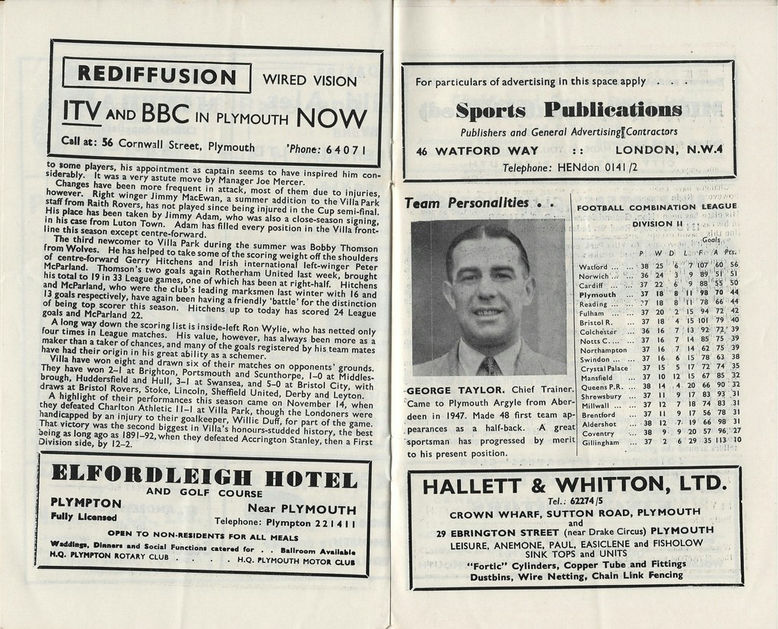 REDIFFUSION WIRED VISION
ITV AND BBC IN PLYMOUTH NOW
Call at: 56 Cornwall Street, Plymouth 'Phone: 64071
to some players, his appointment as captain seems to have inspired him con-
siderably. It was a very astute move by Manager Joe Mercer.
Changes have been more frequent in attack, most of them due to injuries,
however. Right winger Jimmy MacEwan, a summer addition to the Villa Park
staff from Raith Rovers, has not played since being injured in the Cup semi-final.
His place has been taken by Jimmy Adam, who was also a close-season signing,
in his case from Luton Town. Adam has filled every position in the Villa front-
line this season except centre-forward.
The third newcomer to Villa Park during the summer was Bobby Thomson
from Wolves. He has helped to take some of the scoring weight off the shoulders
of centre-forward Gerry Hitchens and Irish international left-winger Peter
McParland. Thomson's two goals again Rotherham United last week, brought
his total to 19 in 33 League games, one of which has been at right-half. Hitchens
and McParland, who were the club's leading marksmen last winter with 16 and
13 goals respectively, have again been having a friendly 'battle' for the distinction
of being top scorer this season. Hitchens up to today has scored 24 League
goals and McParland 22.
A long way down the scoring list is inside-left Ron Wylie, who has netted only
four times in League matches. His value, however, has always been more as a
maker than a taker of chances, and many of the goals registered by his team mates
have had their origin in his great ability as a schemer.
Villa have won eight and drawn six of their matches on opponents' grounds.
They have won 2–1 at Brighton, Portsmouth and Scunthorpe, 1–0 at Middles-
brough, Huddersfield and Hull, 3–1 at Swansea, and 5–0 at Bristol City, with
draws at Bristol Rovers, Stoke, Lincoln, Sheffield United, Derby and Leyton.
A highlight of their performances this season came on November 14, when
they defeated Charlton Athletic 11–1 at Villa Park, though the Londoners were
handicapped by an injury to their goalkeeper, Willie Duff, for part of the game.
That victory was the second biggest in Villa's honours-studded history, the best
being as long ago as 1891–92, when they defeated Accrington Stanley, then a First
Division side, by 12–2.
ELFORDLEIGH HOTEL
AND GOLF COURSE
PLYMPTON Near PLYMOUTH
Fully Licensed Telephone: Plympton 221411
OPEN TO NON-RESIDENTS FOR ALL MEALS
Weddings, Dinners and Social Functions catered for . . Ballroom Available
H.Q. PLYMPTON ROTARY CLUB . . . . H.Q. PLYMOUTH MOTOR CLUB
For particulars of advertising in this space apply . . . .
Sports Publications
Publishers and General Advertising Contractors
46 WATFORD WAY :: LONDON, N.W.4
Telephone: HENdon 0141/2
Team Personalities . .
GEORGE TAYLOR. Chief Trainer.
Came to Plymouth Argyle from Aber-
deen in 1947. Made 48 first team ap-
pearances as a half-back. A great
sportsman has progressed by merit
to his present position.
FOOTBALL COMBINATION LEAGUE
DIVISION II
Goals
P W D L F A Pts.
Watford ... 38 25 6 7 107 60 56
Norwich ... 36 24 3 9 89 51 51
Cardiff ... 37 22 6 9 88 55 50
Plymouth 37 18 8 11 98 70 44
Reading ... 37 18 8 11 78 66 44
Fulham ... 37 20 2 15 94 72 42
Bristol R. 37 18 4 15 101 79 40
Colchester 36 16 7 13 92 72 39
Notts C. ... 37 16 7 14 85 75 39
Northampton 37 16 7 14 62 75 39
Swindon ... 37 16 6 15 78 63 38
Crystal Palace 37 15 5 17 72 74 35
Mansfield 37 10 12 15 67 85 32
Queens P.R. 38 14 4 20 66 90 32
Shrewsbury 37 11 9 17 83 93 31
Millwall ... 37 12 7 18 74 83 31
Brentford 37 11 9 17 56 78 31
Aldershot 38 12 7 19 66 98 31
Coventry 38 9 9 20 57 96 27
Gillingham 37 2 6 29 35 113 10
HALLETT & WHITTON, LTD.
Tel.: 62274/5
CROWN WHARF, SUTTON ROAD, PLYMOUTH
and
29 EBRINGTON STREET (near Drake Circus) PLYMOUTH
LEISURE, ANEMONE, PAUL, EASICLENE and FISHOLOW
SINK TOPS and UNITS
"Fortic" Cylinders, Copper Tube and Fittings
Dustbins, Wire Netting, Chain Link Fencing